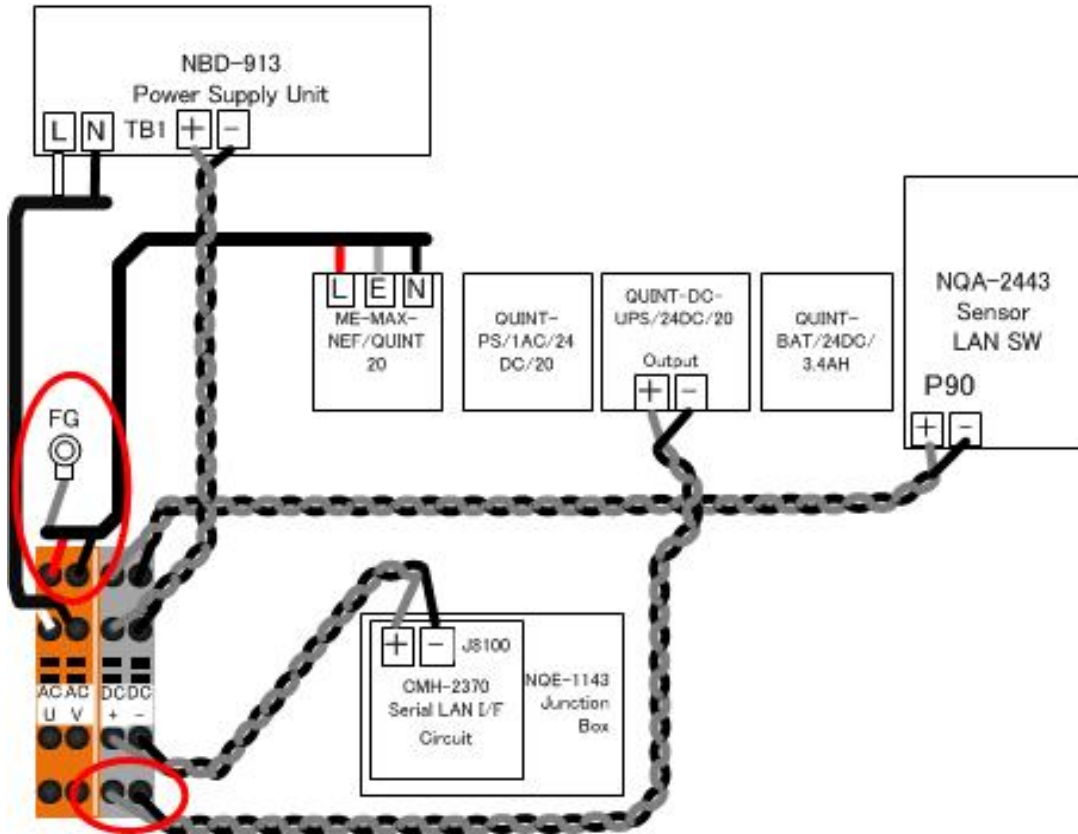 NBD-913
Power Supply Unit
L N TB1 + -
L E N
ME-MAX-
NEF/QUINT
20
QUINT-
PS/1AC/24
DC/20
QUINT-DC-
UPS/24DC/20
Output
+ -
QUINT-
BAT/24DC/
3.4AH
NQA-2443
Sensor
LAN SW
P90
+ -
FG
+ - J8100
CMH-2370
Serial LAN I/F
Circuit
NQE-1143
Junction
Box
AC AC DC DC
U V + -